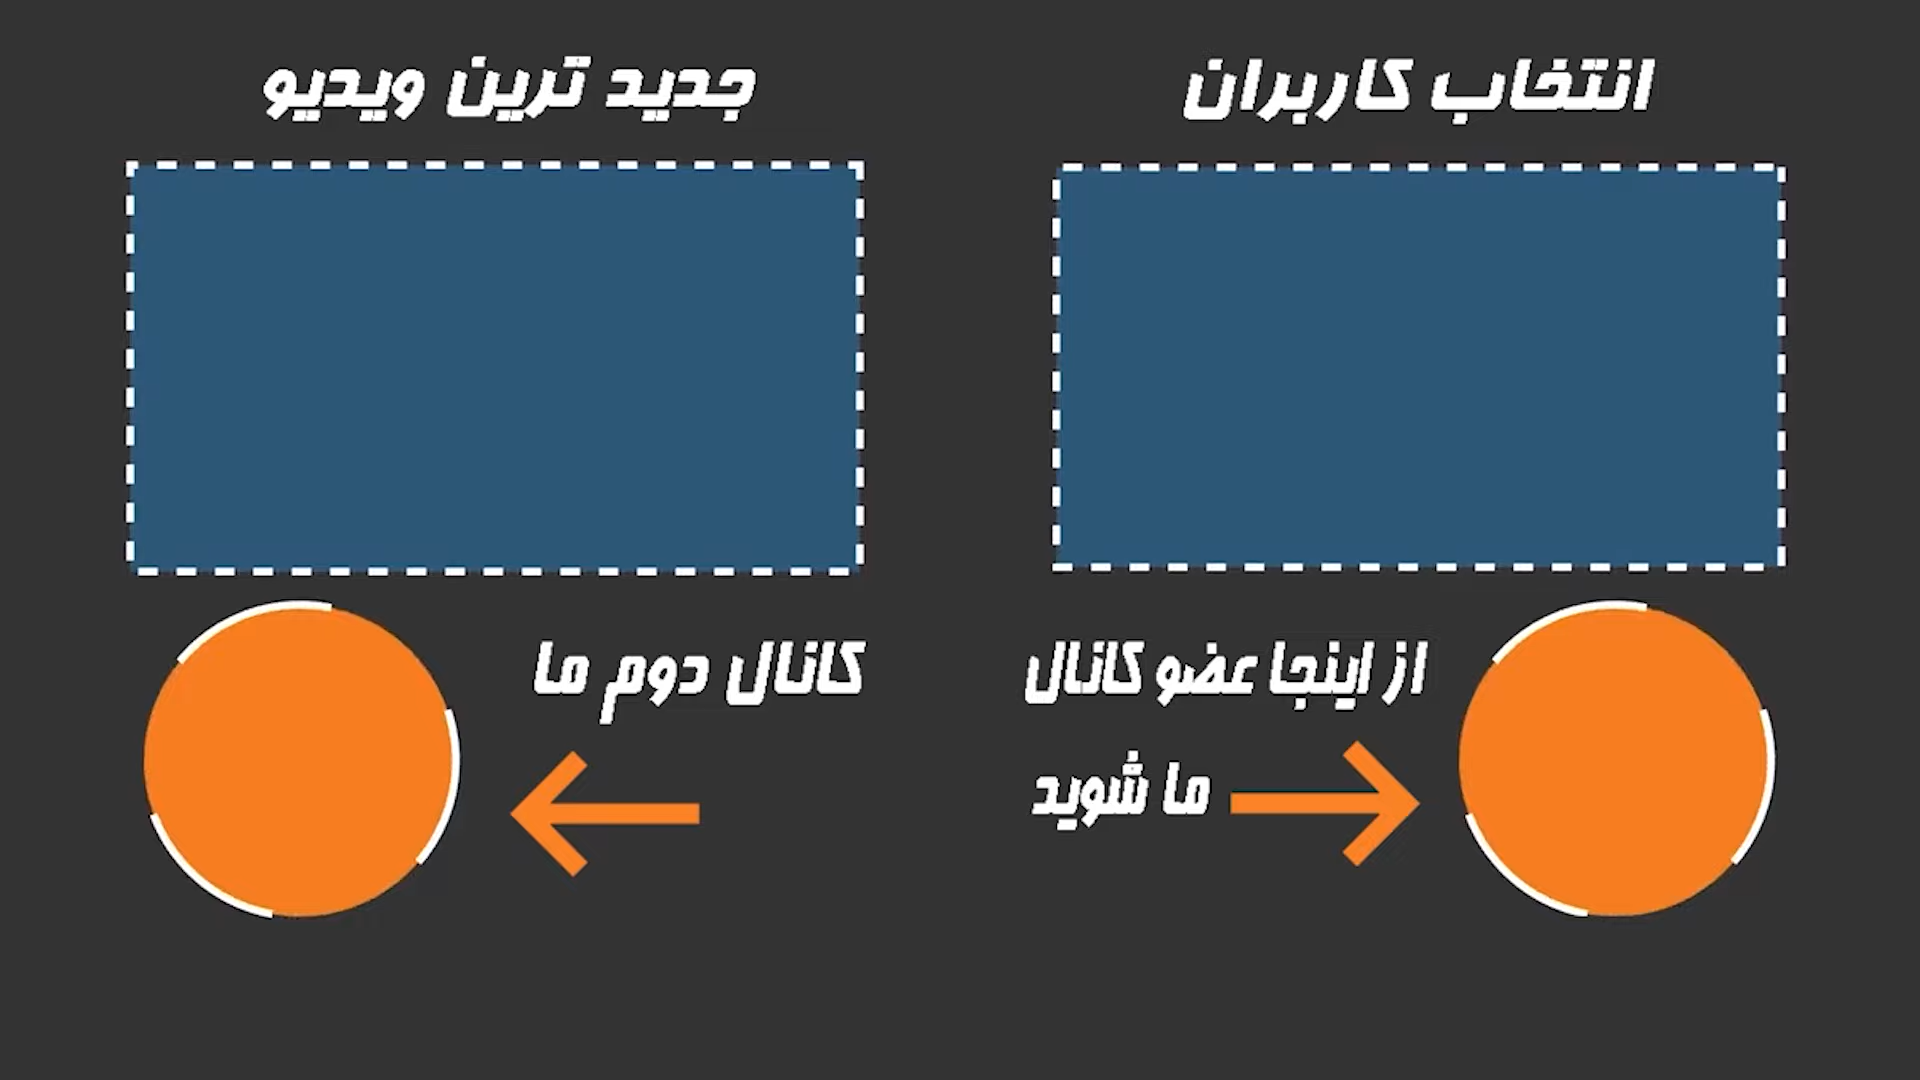 انتخاب کاربران
جدید ترین ویدیو
از اینجا عضو کانال
ما شوید
کانال دوم ما